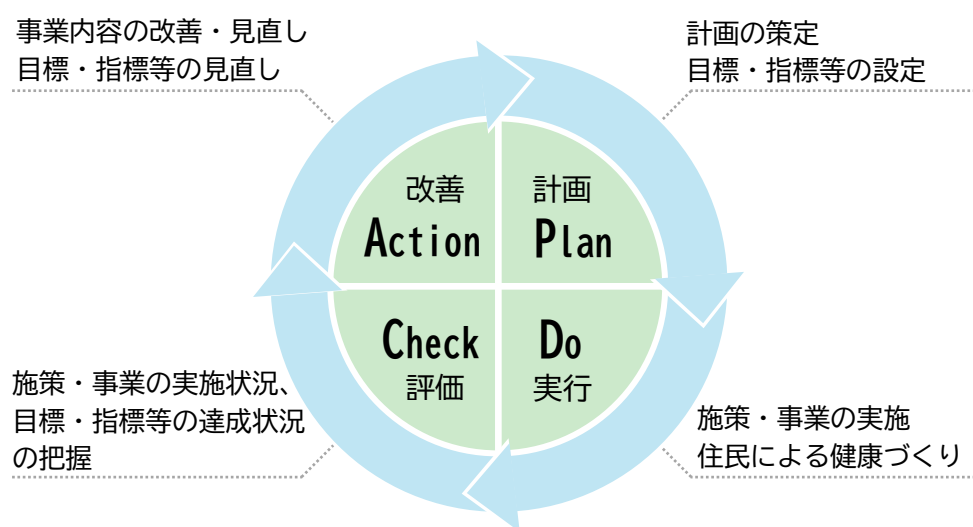 事業内容の改善・見直し
目標・指標等の見直し
計画の策定
目標・指標等の設定
改善
Action
計画
Plan
Check
評価
Do
実行
施策・事業の実施状況、
目標・指標等の達成状況
の把握
施策・事業の実施
住民による健康づくり